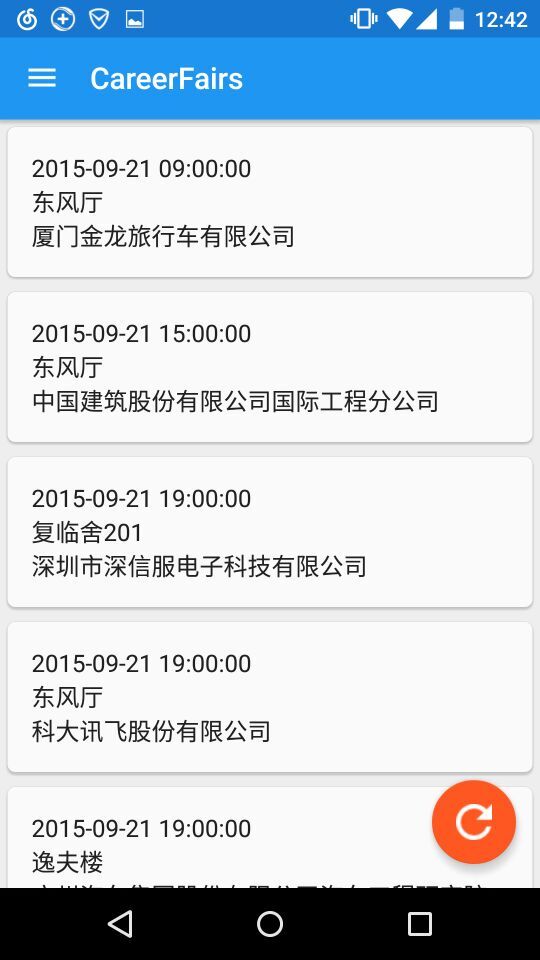 12:42
CareerFairs
2015-09-21 09:00:00
东风厅
厦门金龙旅行车有限公司
2015-09-21 15:00:00
东风厅
中国建筑股份有限公司国际工程分公司
2015-09-21 19:00:00
复临舍201
深圳市深信服电子科技有限公司
2015-09-21 19:00:00
东风厅
科大讯飞股份有限公司
2015-09-21 19:00:00
逸夫楼